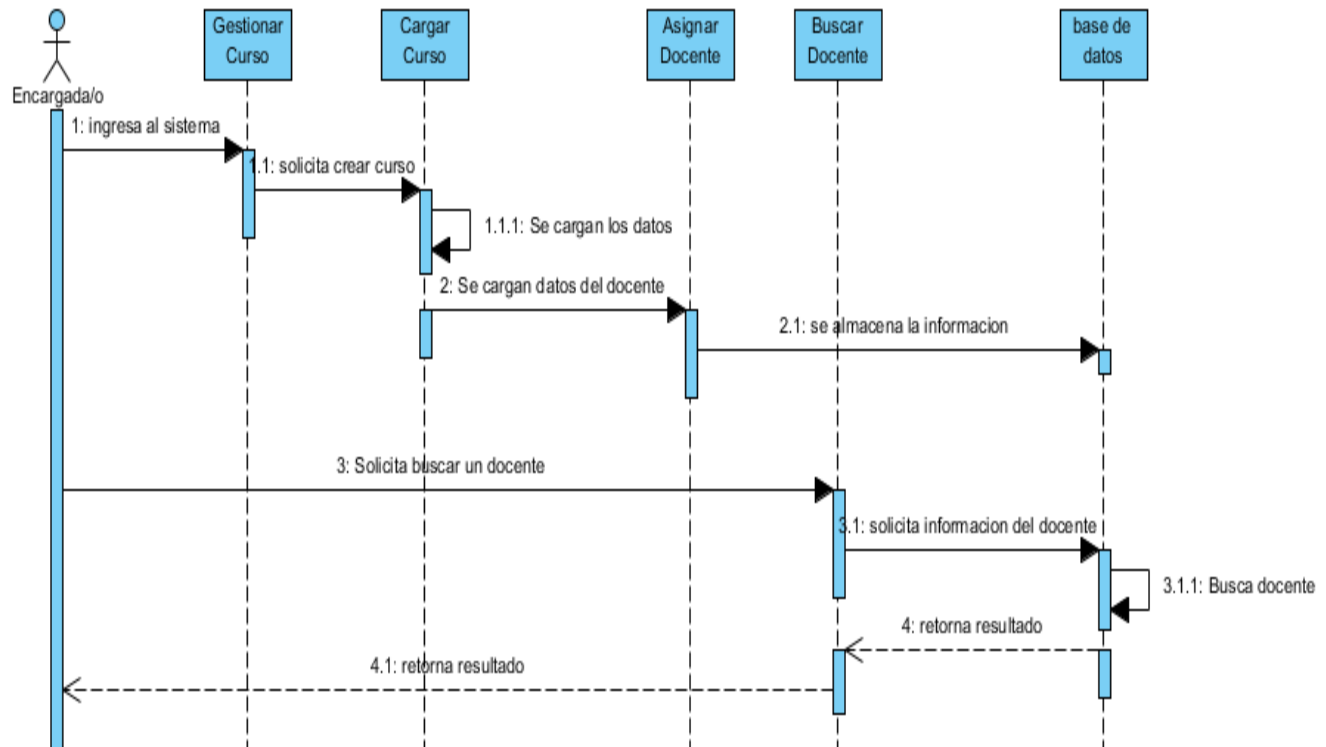 Gestionar
Curso
Cargar
Curso
Asignar
Docente
Buscar
Docente
base de
datos
Encargada/o
1: ingresa al sistema
1.1: solicita crear curso
1.1.1: Se cargan los datos
2: Se cargan datos del docente
2.1: se almacena la informacion
3: Solicita buscar un docente
3.1: solicita informacion del docente
3.1.1: Busca docente
4: retorna resultado
4.1: retorna resultado